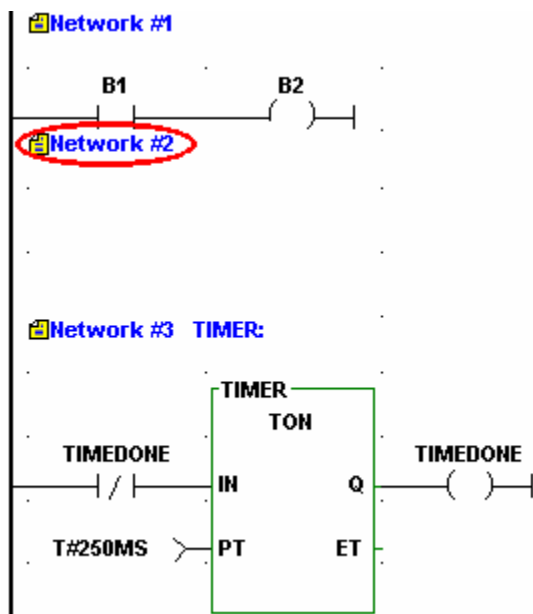 Network #1
B1 B2
Network #2
Network #3 TIMER:
TIMER
TON
TIMEDONE TIMEDONE
IN Q
T#250MS PT ET